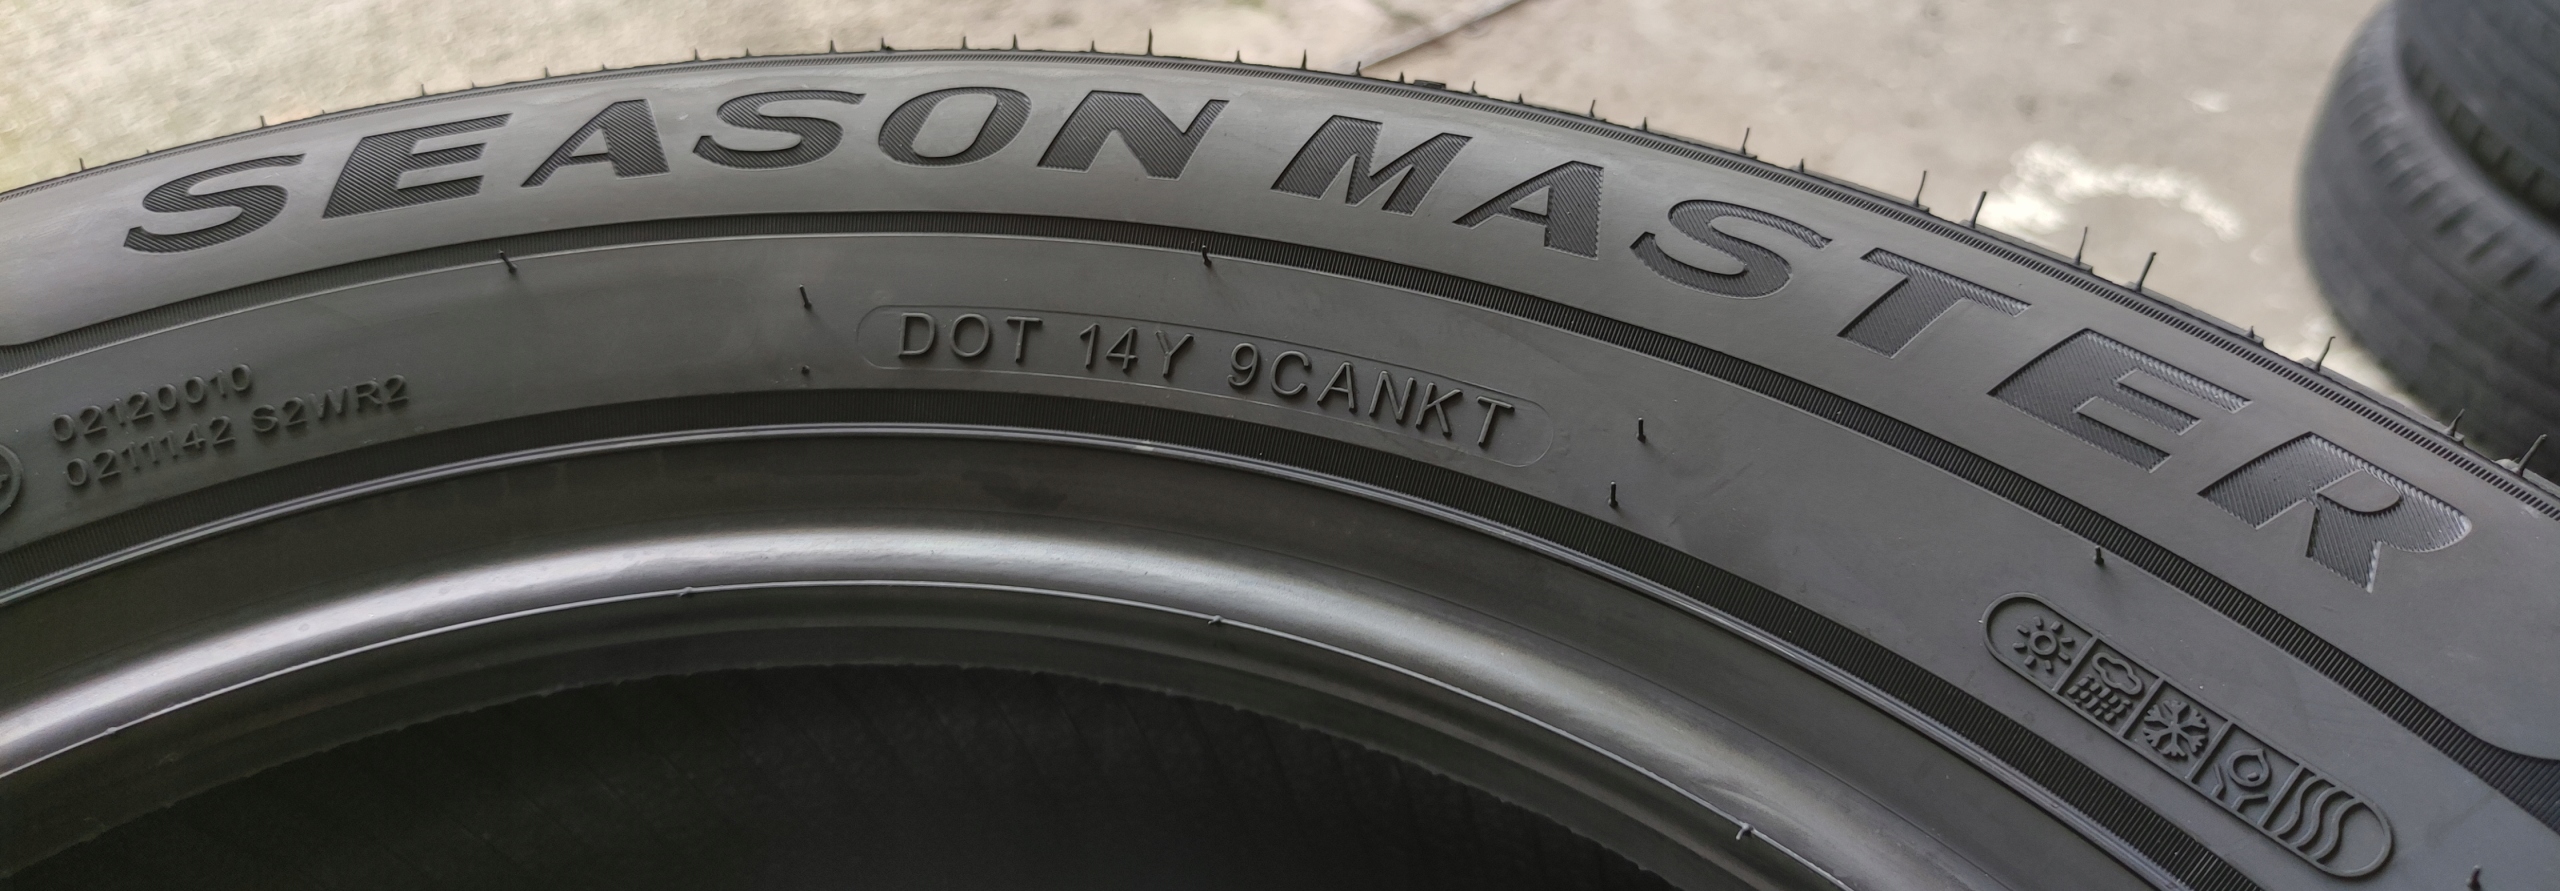 SEASON MASTER
DOT 14Y 9CANKT
02120010
0211142 S2WR2